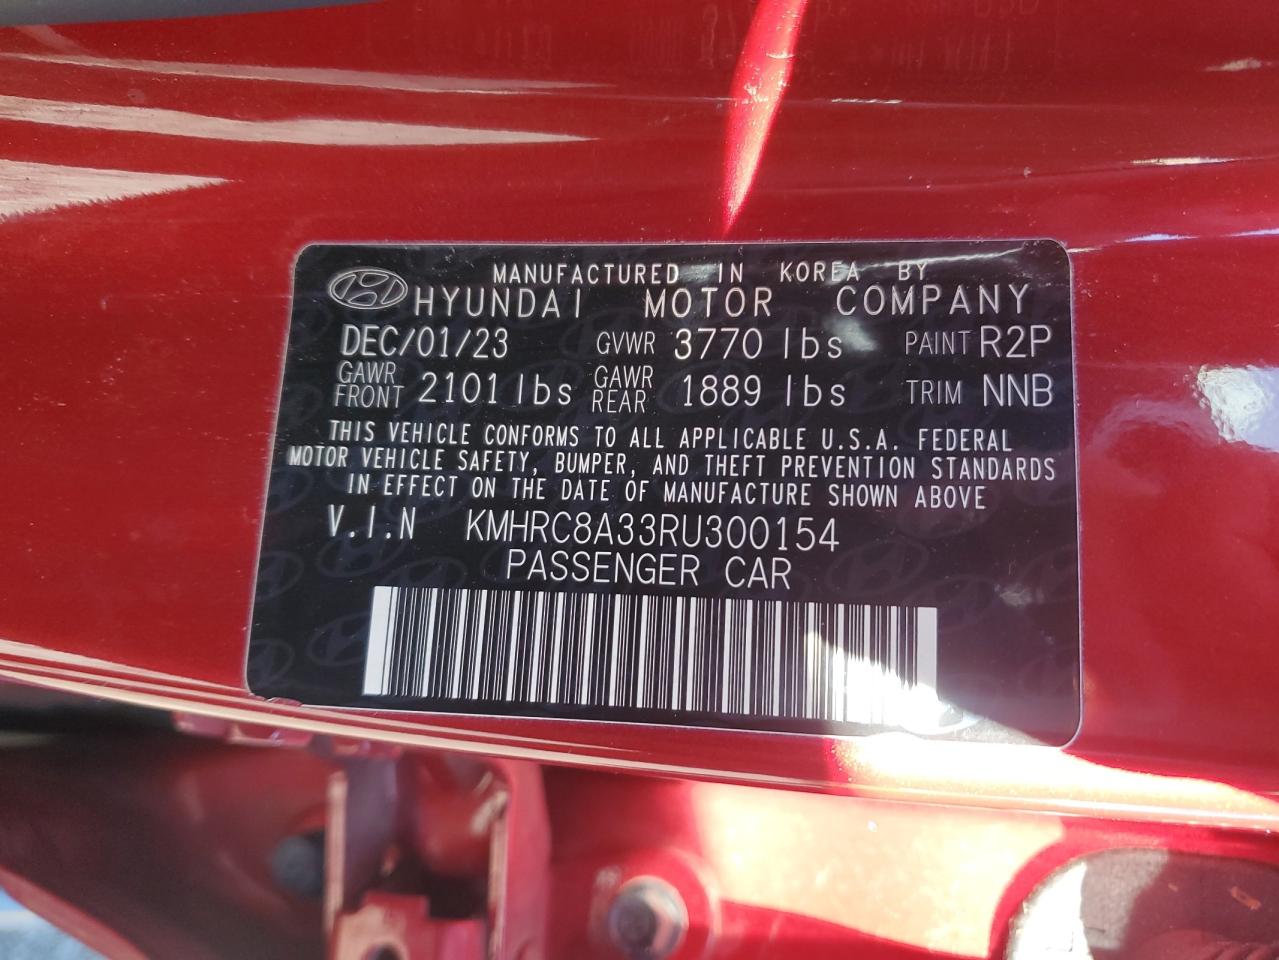 MANUFACTURED IN KOREA BY
HYUNDAI MOTOR COMPANY
DEC/01/23 GVWR 3770 lbs PAINT R2P
GAWR FRONT 2101 lbs GAWR REAR 1889 lbs TRIM NNB
THIS VEHICLE CONFORMS TO ALL APPLICABLE U.S.A. FEDERAL
MOTOR VEHICLE SAFETY, BUMPER, AND THEFT PREVENTION STANDARDS
IN EFFECT ON THE DATE OF MANUFACTURE SHOWN ABOVE
V.I.N KMHRC8A33RU300154
PASSENGER CAR